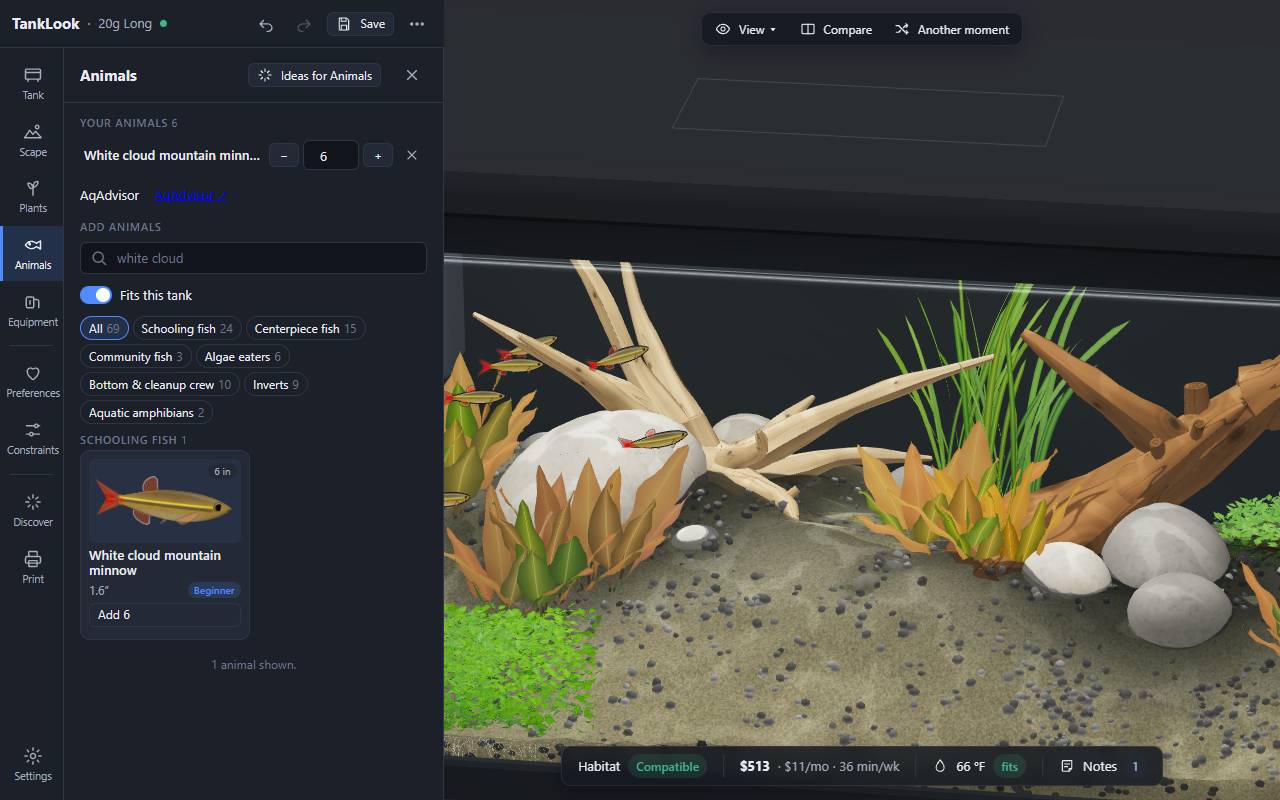 TankLook · 20g Long
Save
View
Compare
Another moment
Tank
Scape
Plants
Animals
Equipment
Preferences
Constraints
Discover
Print
Settings
Animals
Ideas for Animals
YOUR ANIMALS 6
White cloud mountain minn...
− 6 +
AqAdvisor AqAdvisor ↗
ADD ANIMALS
white cloud
Fits this tank
All 69
Schooling fish 24
Centerpiece fish 15
Community fish 3
Algae eaters 6
Bottom & cleanup crew 10
Inverts 9
Aquatic amphibians 2
SCHOOLING FISH 1
6 in
White cloud mountain
minnow
1.6″
Beginner
Add 6
1 animal shown.
Habitat Compatible
$513 · $11/mo · 36 min/wk
66 °F fits
Notes 1